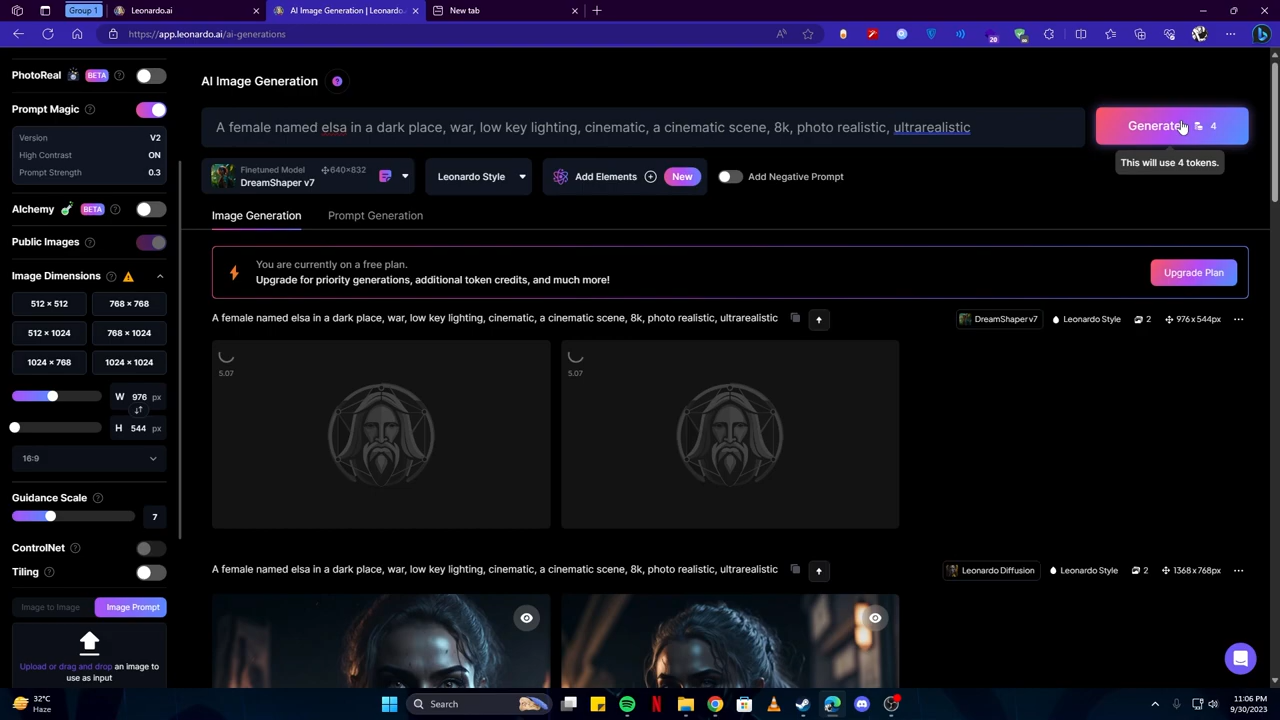 Group 1
Leonardo.ai
AI Image Generation | Leonardo.
New tab
https://app.leonardo.ai/ai-generations
20
PhotoReal BETA
Prompt Magic
Version V2
High Contrast ON
Prompt Strength 0.3
Alchemy BETA
Public Images
Image Dimensions
512 × 512 768 × 768
512 × 1024 768 × 1024
1024 × 768 1024 × 1024
W 976 px
H 544 px
16:9
Guidance Scale
7
ControlNet
Tiling
Image to Image Image Prompt
Upload or drag and drop an image to
use as input
AI Image Generation
A female named elsa in a dark place, war, low key lighting, cinematic, a cinematic scene, 8k, photo realistic, ultrarealistic
Generate 4
This will use 4 tokens.
Finetuned Model 640×832
DreamShaper v7
Leonardo Style
Add Elements New
Add Negative Prompt
Image Generation Prompt Generation
You are currently on a free plan.
Upgrade for priority generations, additional token credits, and much more!
Upgrade Plan
A female named elsa in a dark place, war, low key lighting, cinematic, a cinematic scene, 8k, photo realistic, ultrarealistic
DreamShaper v7 Leonardo Style 2 976 x 544px
5.07 5.07
A female named elsa in a dark place, war, low key lighting, cinematic, a cinematic scene, 8k, photo realistic, ultrarealistic
Leonardo Diffusion Leonardo Style 2 1368 x 768px
32°C
Haze
Search
11:06 PM
9/30/2023